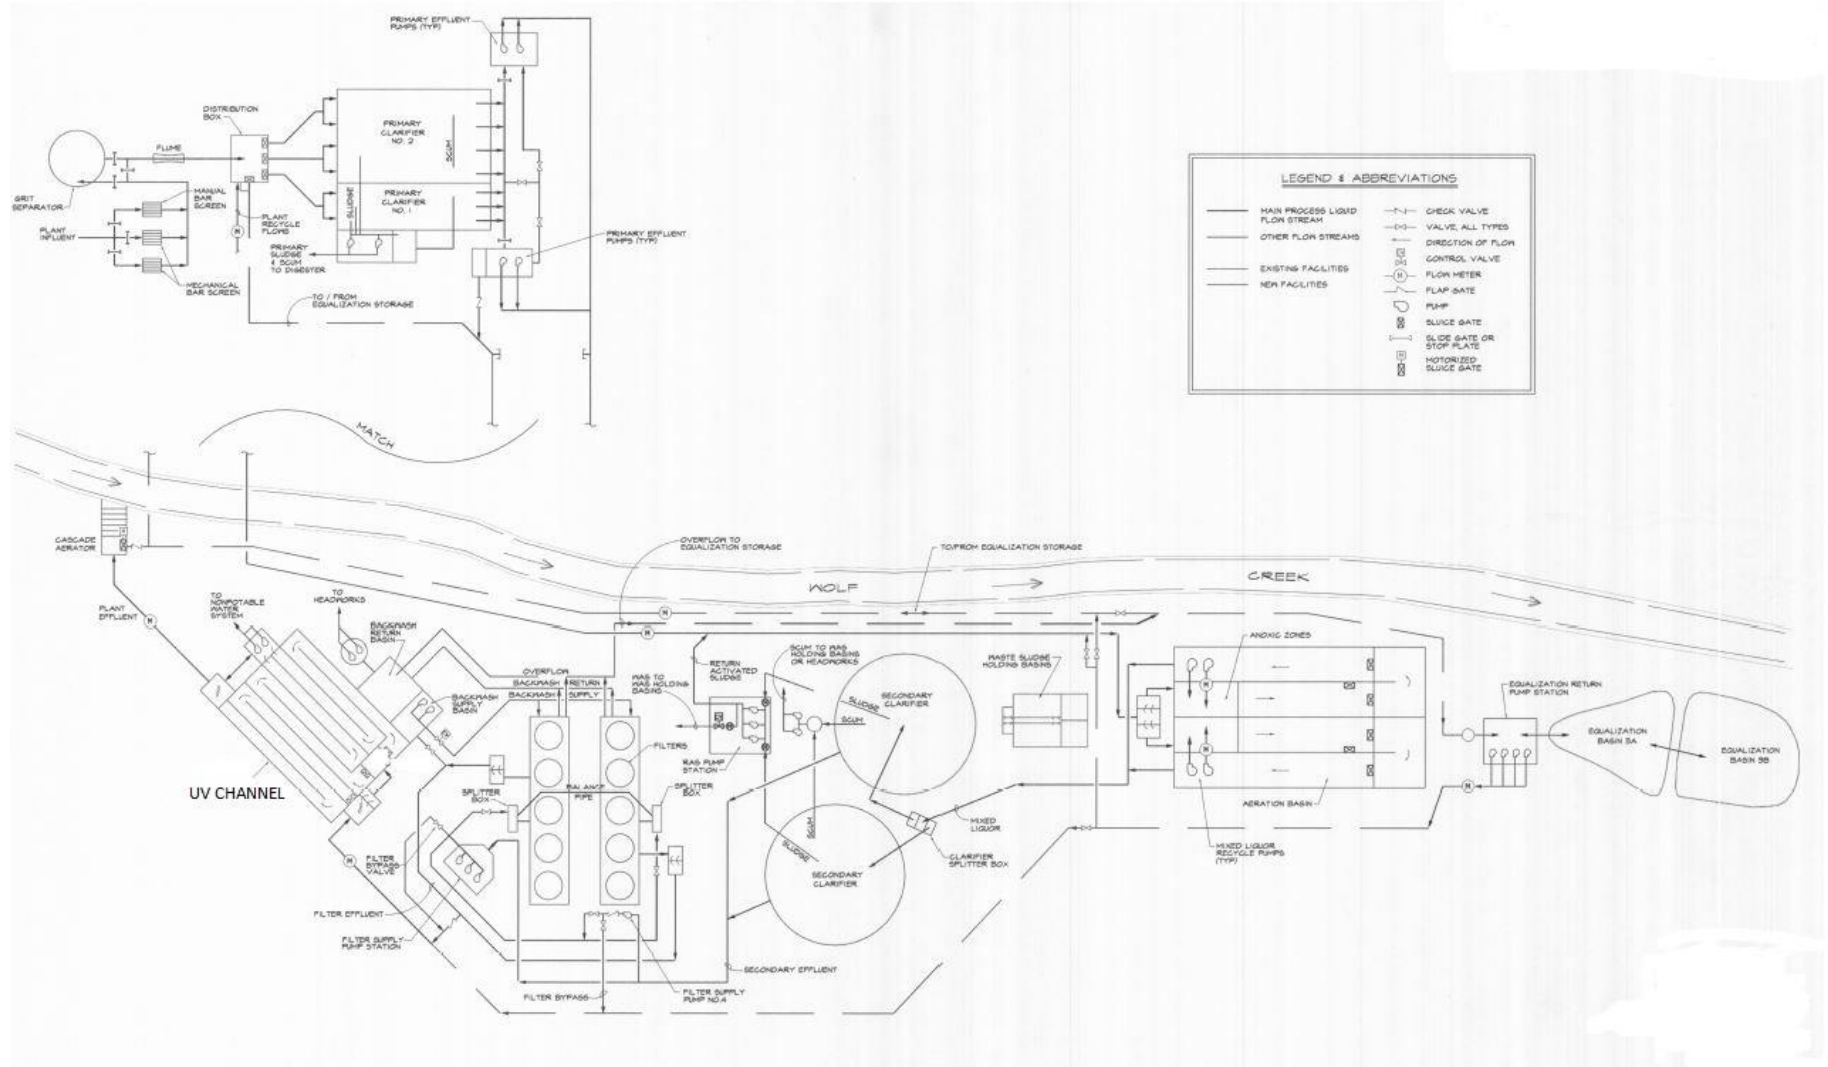 PRIMARY EFFLUENT
PUMPS (TYP)
DISTRIBUTION
BOX
FLUME
PRIMARY
CLARIFIER
NO. 2
SCUM
GRIT
SEPARATOR
MANUAL
BAR
SCREEN
PLANT
INFLUENT
MECHANICAL
BAR SCREEN
M
PLANT
RECYCLE
FLOWS
SLUDGE
PRIMARY
CLARIFIER
NO. 1
PRIMARY
SLUDGE
& SCUM
TO DIGESTER
PRIMARY EFFLUENT
PUMPS (TYP)
TO / FROM
EQUALIZATION STORAGE
LEGEND & ABBREVIATIONS
MAIN PROCESS LIQUID
FLOW STREAM
OTHER FLOW STREAMS
EXISTING FACILITIES
NEW FACILITIES
CHECK VALVE
VALVE, ALL TYPES
DIRECTION OF FLOW
CONTROL VALVE
M
FLOW METER
FLAP GATE
PUMP
SLUICE GATE
SLIDE GATE OR
STOP PLATE
M
MOTORIZED
SLUICE GATE
MATCH
CASCADE
AERATOR
PLANT
EFFLUENT
M
TO
NONPOTABLE
WATER
SYSTEM
TO
HEADWORKS
BACKWASH
RETURN
BASIN
BACKWASH
SUPPLY
BASIN
UV CHANNEL
OVERFLOW TO
EQUALIZATION STORAGE
TO/FROM EQUALIZATION STORAGE
WOLF
CREEK
M
M
OVERFLOW
BACKWASH RETURN
BACKWASH SUPPLY
WAS TO
WAS HOLDING
BASINS
RETURN
ACTIVATED
SLUDGE
SCUM TO WAS
HOLDING BASINS
OR HEADWORKS
WASTE SLUDGE
HOLDING BASINS
ANOXIC ZONES
SLUDGE
SECONDARY
CLARIFIER
SCUM
FILTERS
RAS PUMP
STATION
SPLITTER
BOX
BALANCE
PIPE
SPLITTER
BOX
FILTER
BYPASS
VALVE
M
FILTER EFFLUENT
FILTER SUPPLY
PUMP STATION
FILTER BYPASS
FILTER SUPPLY
PUMP NO.4
SECONDARY EFFLUENT
SLUDGE
SCUM
SECONDARY
CLARIFIER
MIXED
LIQUOR
CLARIFIER
SPLITTER BOX
M
M
AERATION BASIN
MIXED LIQUOR
RECYCLE PUMPS
(TYP)
EQUALIZATION RETURN
PUMP STATION
M
EQUALIZATION
BASIN 3A
EQUALIZATION
BASIN 3B